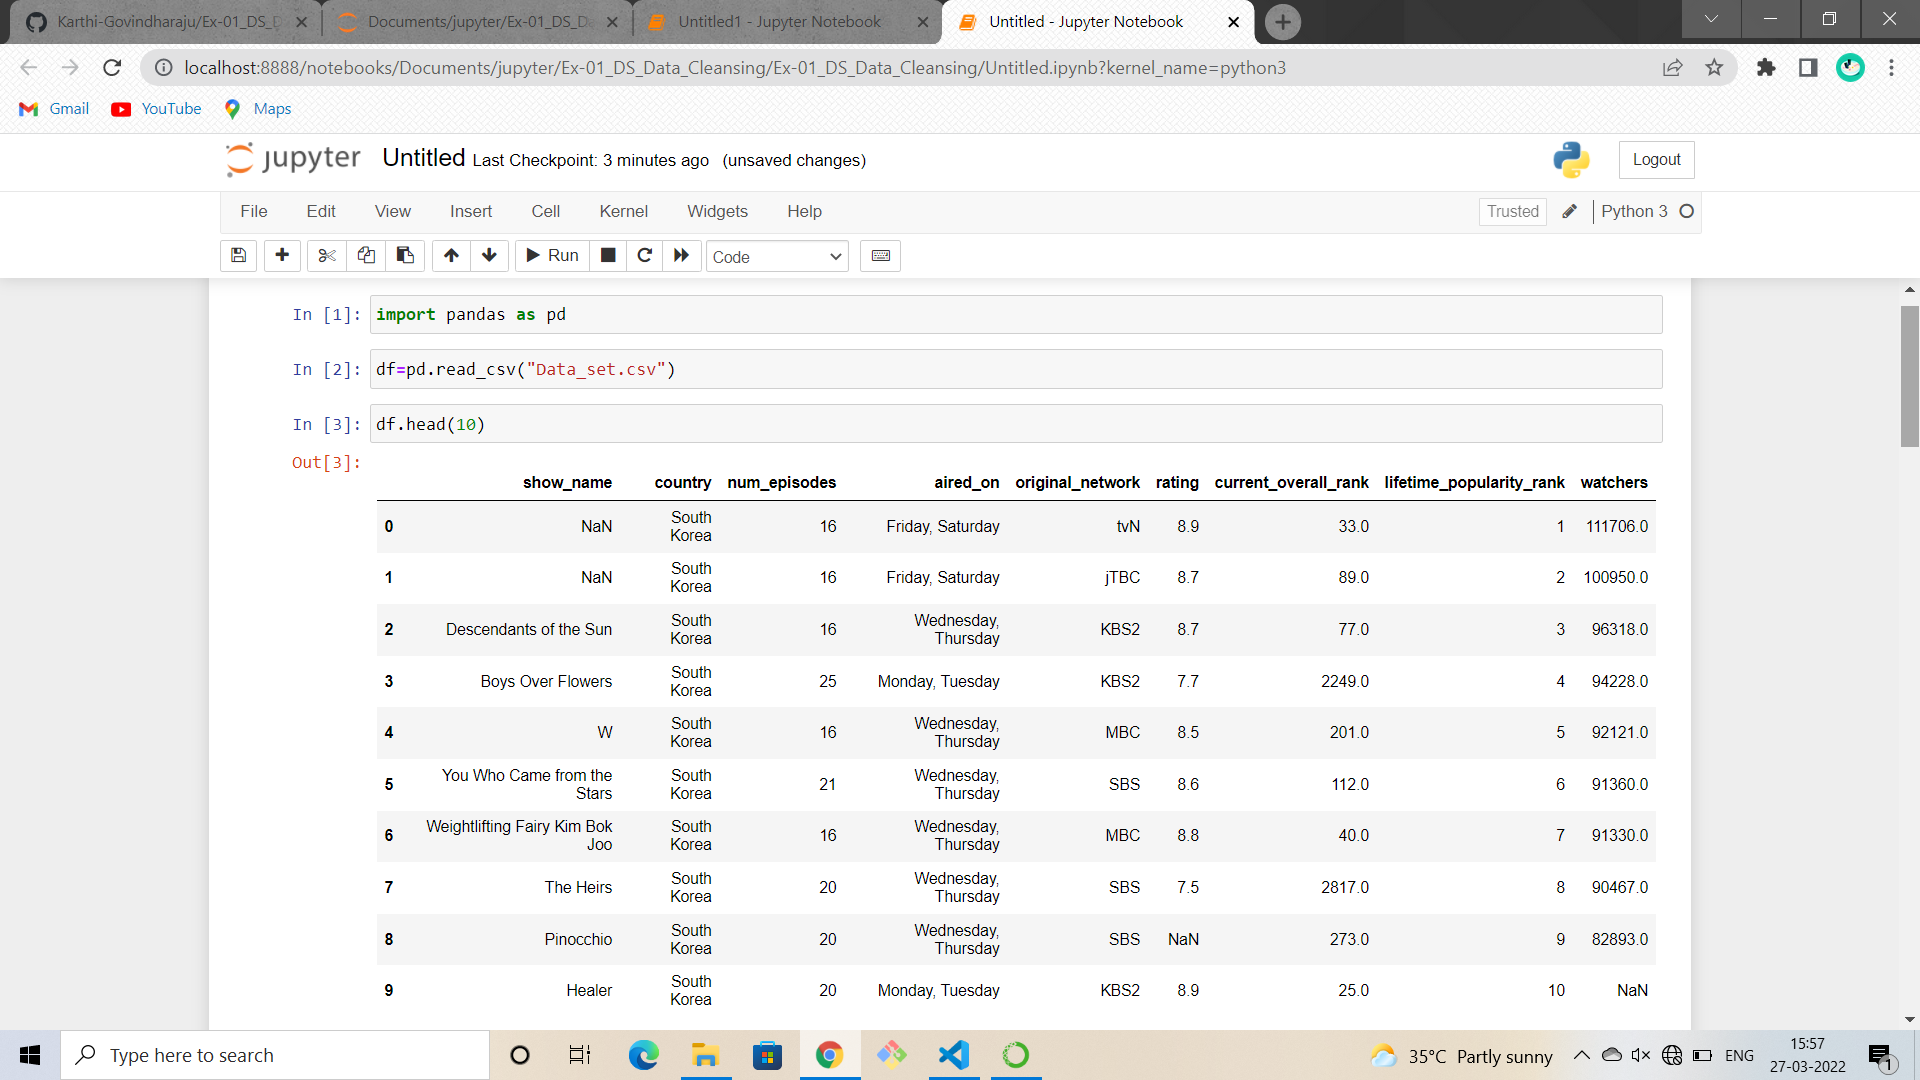 Karthi-Govindharaju/Ex-01_DS_D
Documents/jupyter/Ex-01_DS_Da
Untitled1 - Jupyter Notebook
Untitled - Jupyter Notebook
localhost:8888/notebooks/Documents/jupyter/Ex-01_DS_Data_Cleansing/Ex-01_DS_Data_Cleansing/Untitled.ipynb?kernel_name=python3
Gmail YouTube Maps
jupyter Untitled Last Checkpoint: 3 minutes ago (unsaved changes) Logout
File Edit View Insert Cell Kernel Widgets Help Trusted Python 3
Run Code
In [1]: import pandas as pd
In [2]: df=pd.read_csv("Data_set.csv")
In [3]: df.head(10)
Out[3]:
show_name country num_episodes aired_on original_network rating current_overall_rank lifetime_popularity_rank watchers
0 NaN South Korea 16 Friday, Saturday tvN 8.9 33.0 1 111706.0
1 NaN South Korea 16 Friday, Saturday jTBC 8.7 89.0 2 100950.0
2 Descendants of the Sun South Korea 16 Wednesday, Thursday KBS2 8.7 77.0 3 96318.0
3 Boys Over Flowers South Korea 25 Monday, Tuesday KBS2 7.7 2249.0 4 94228.0
4 W South Korea 16 Wednesday, Thursday MBC 8.5 201.0 5 92121.0
5 You Who Came from the Stars South Korea 21 Wednesday, Thursday SBS 8.6 112.0 6 91360.0
6 Weightlifting Fairy Kim Bok Joo South Korea 16 Wednesday, Thursday MBC 8.8 40.0 7 91330.0
7 The Heirs South Korea 20 Wednesday, Thursday SBS 7.5 2817.0 8 90467.0
8 Pinocchio South Korea 20 Wednesday, Thursday SBS NaN 273.0 9 82893.0
9 Healer South Korea 20 Monday, Tuesday KBS2 8.9 25.0 10 NaN
Type here to search
35°C Partly sunny
ENG
15:57
27-03-2022
1